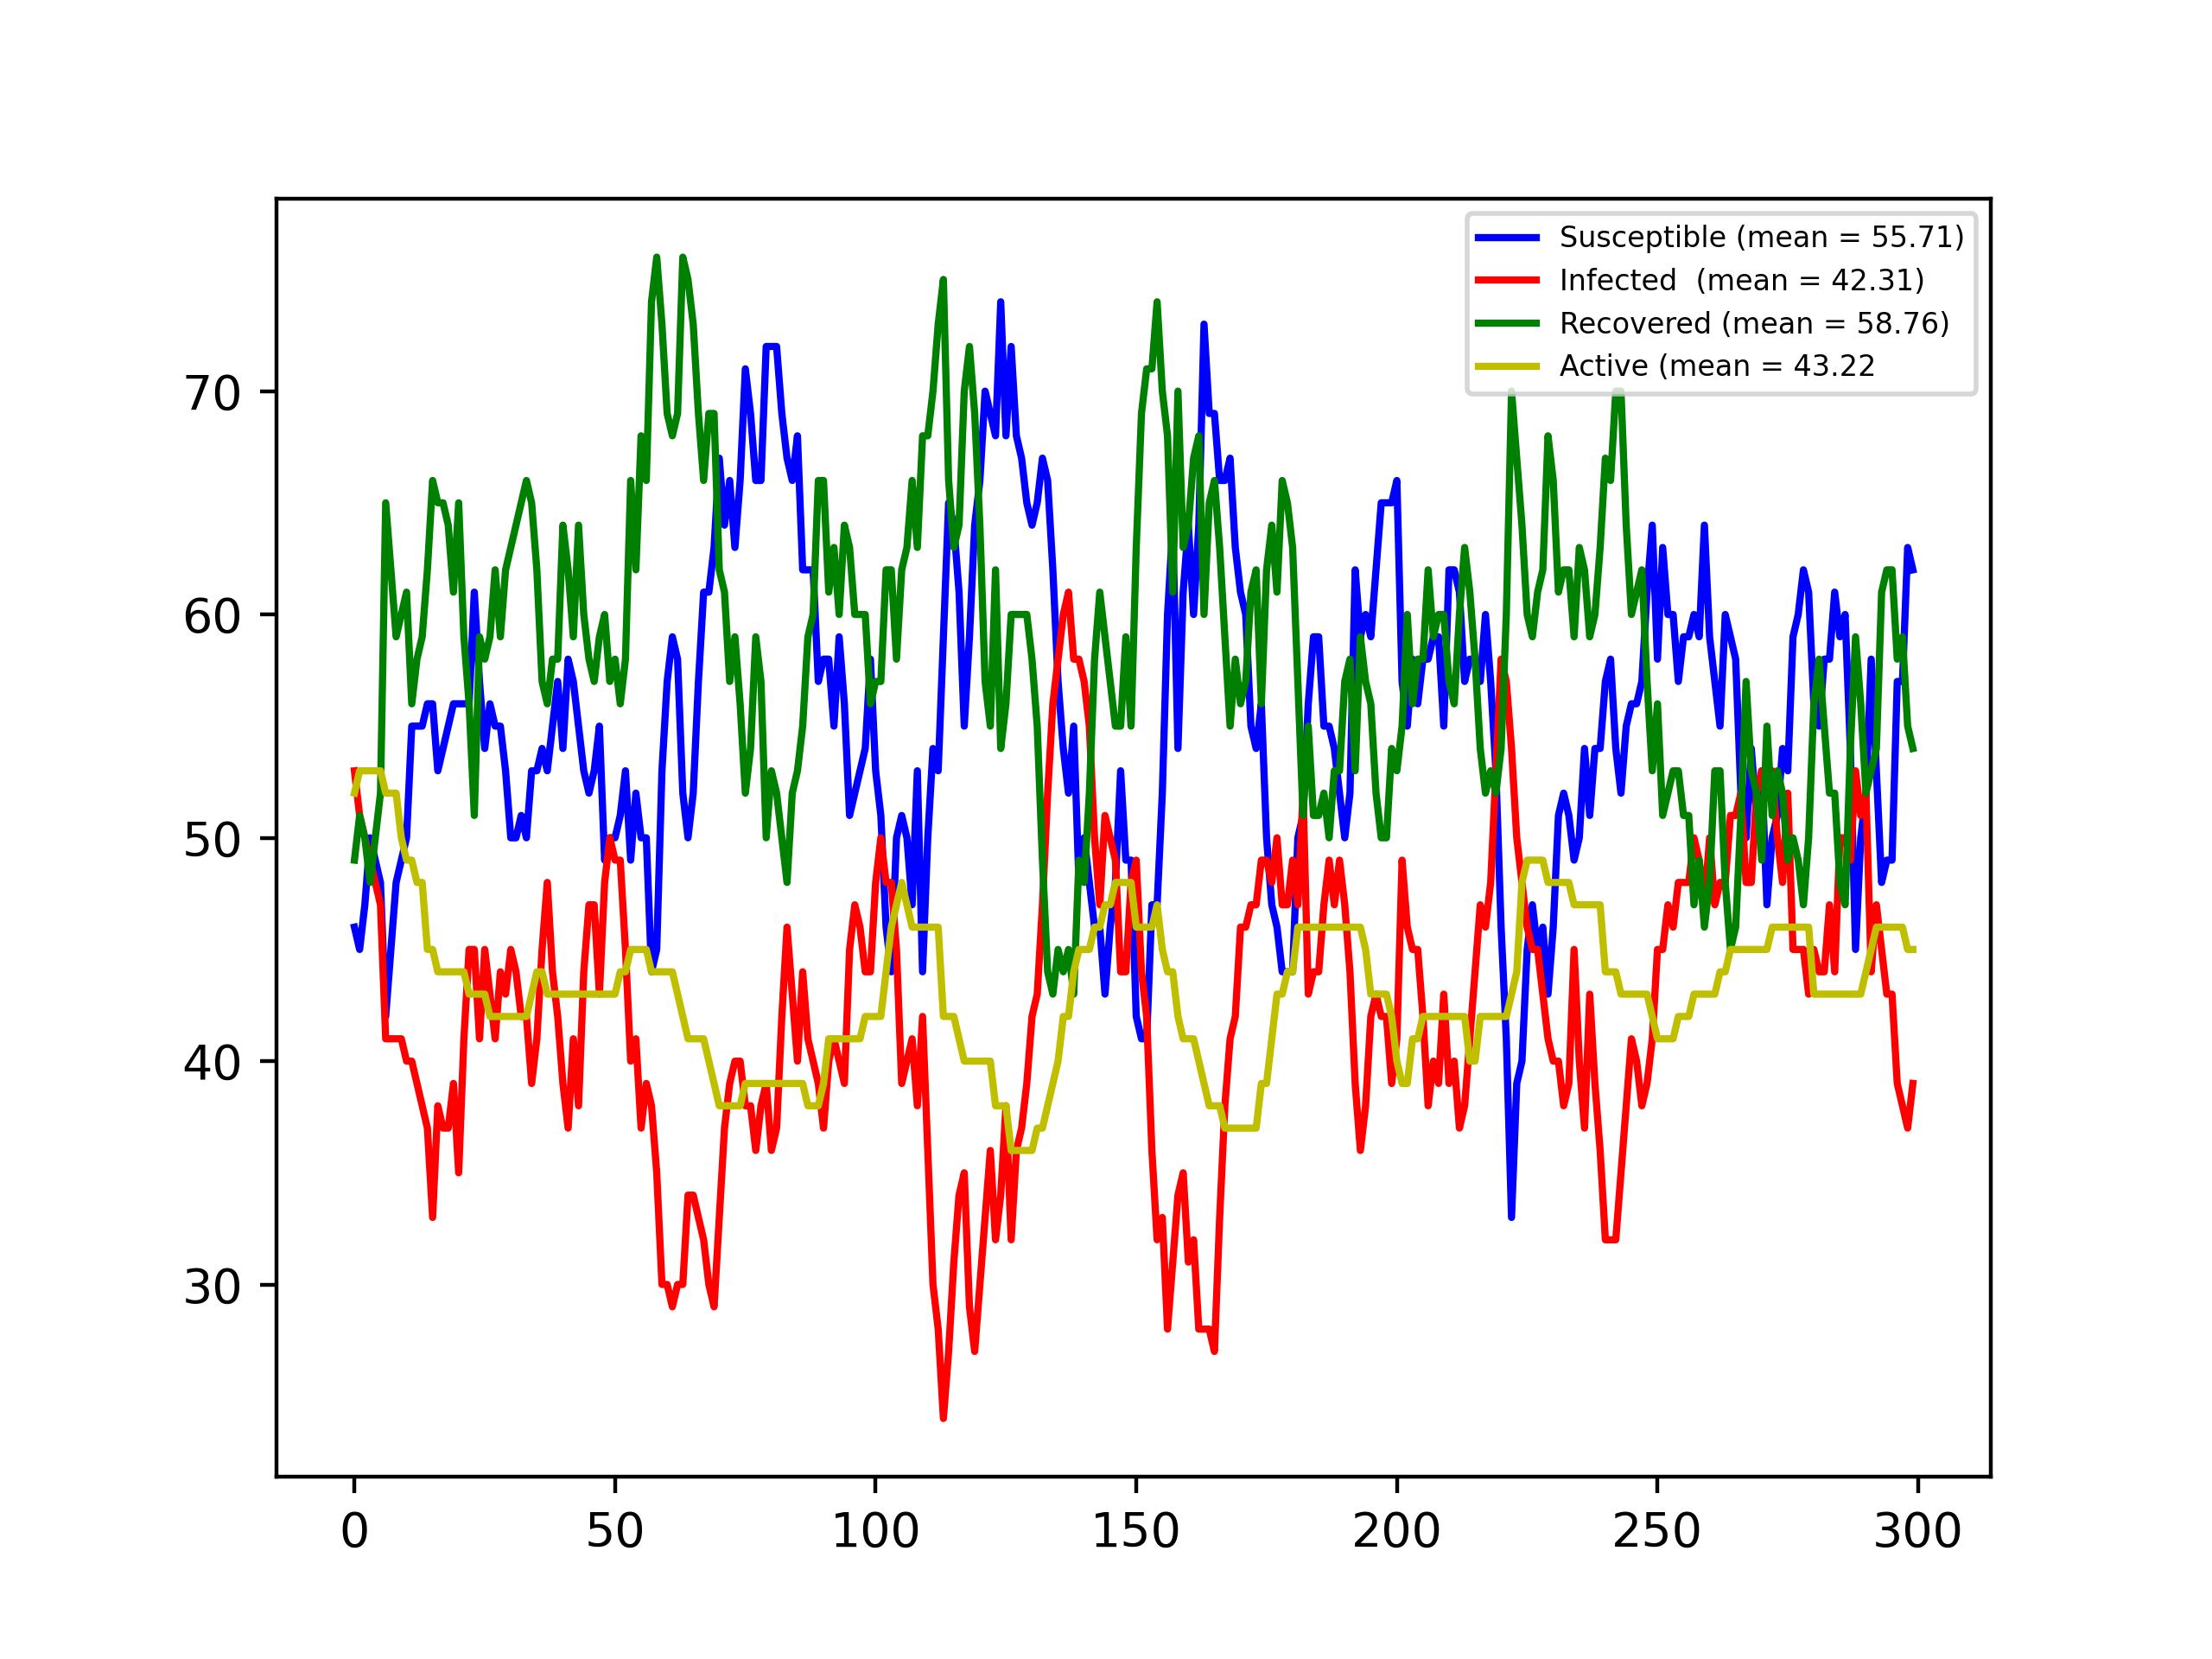 Susceptible (mean = 55.71)
Infected  (mean = 42.31)
Recovered (mean = 58.76)
Active (mean = 43.22
70
60
50
40
30
0 50 100 150 200 250 300